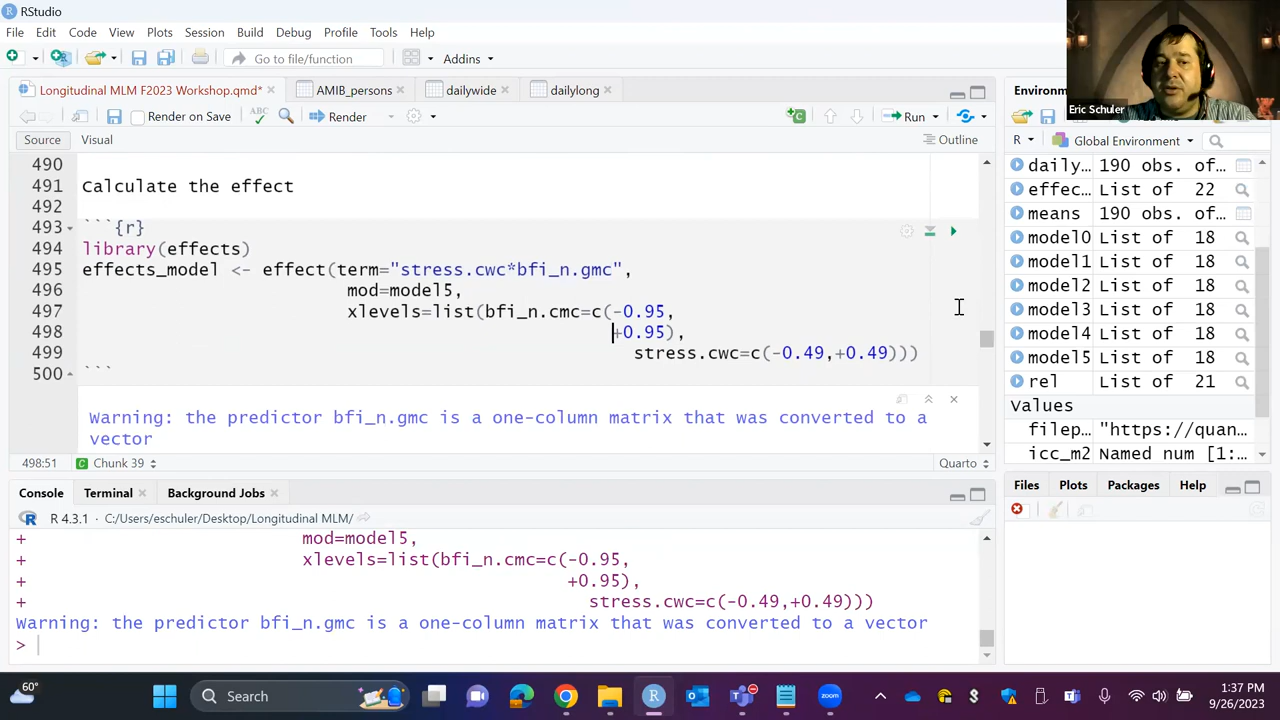 RStudio
File Edit Code View Plots Session Build Debug Profile Tools Help
Go to file/function Addins
Longitudinal MLM F2023 Workshop.qmd* AMIB_persons dailywide dailylong
Render on Save Render Run
Source Visual Outline
490
491 Calculate the effect
492
493 ```{r}
494 library(effects)
495 effects_model <- effect(term="stress.cwc*bfi_n.gmc",
496 mod=model5,
497 xlevels=list(bfi_n.cmc=c(-0.95,
498 +0.95),
499 stress.cwc=c(-0.49,+0.49)))
500 ```
Warning: the predictor bfi_n.gmc is a one-column matrix that was converted to a
vector
498:51 Chunk 39 Quarto
Console Terminal Background Jobs
R 4.3.1 · C:/Users/eschuler/Desktop/Longitudinal MLM/
+ mod=model5,
+ xlevels=list(bfi_n.cmc=c(-0.95,
+ +0.95),
+ stress.cwc=c(-0.49,+0.49)))
Warning: the predictor bfi_n.gmc is a one-column matrix that was converted to a vector
>
Eric Schuler
R Global Environment
daily… 190 obs. of…
effec… List of 22
means 190 obs. of…
model0 List of 18
model1 List of 18
model2 List of 18
model3 List of 18
model4 List of 18
model5 List of 18
rel List of 21
Values
filep… "https://quan…
icc_m2 Named num [1:…
Files Plots Packages Help
60°
Search
1:37 PM
9/26/2023